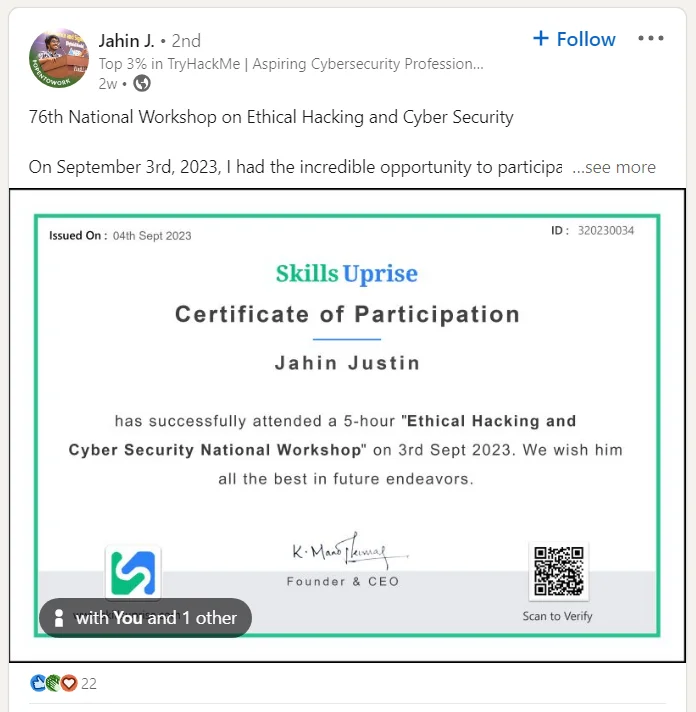 Jahin J. • 2nd
+ Follow
Top 3% in TryHackMe | Aspiring Cybersecurity Profession...
2w •
76th National Workshop on Ethical Hacking and Cyber Security
On September 3rd, 2023, I had the incredible opportunity to participa ...see more
Issued On : 04th Sept 2023
ID : 320230034
Skills Uprise
Certificate of Participation
Jahin Justin
has successfully attended a 5-hour "Ethical Hacking and
Cyber Security National Workshop" on 3rd Sept 2023. We wish him
all the best in future endeavors.
Founder & CEO
with You and 1 other
Scan to Verify
22